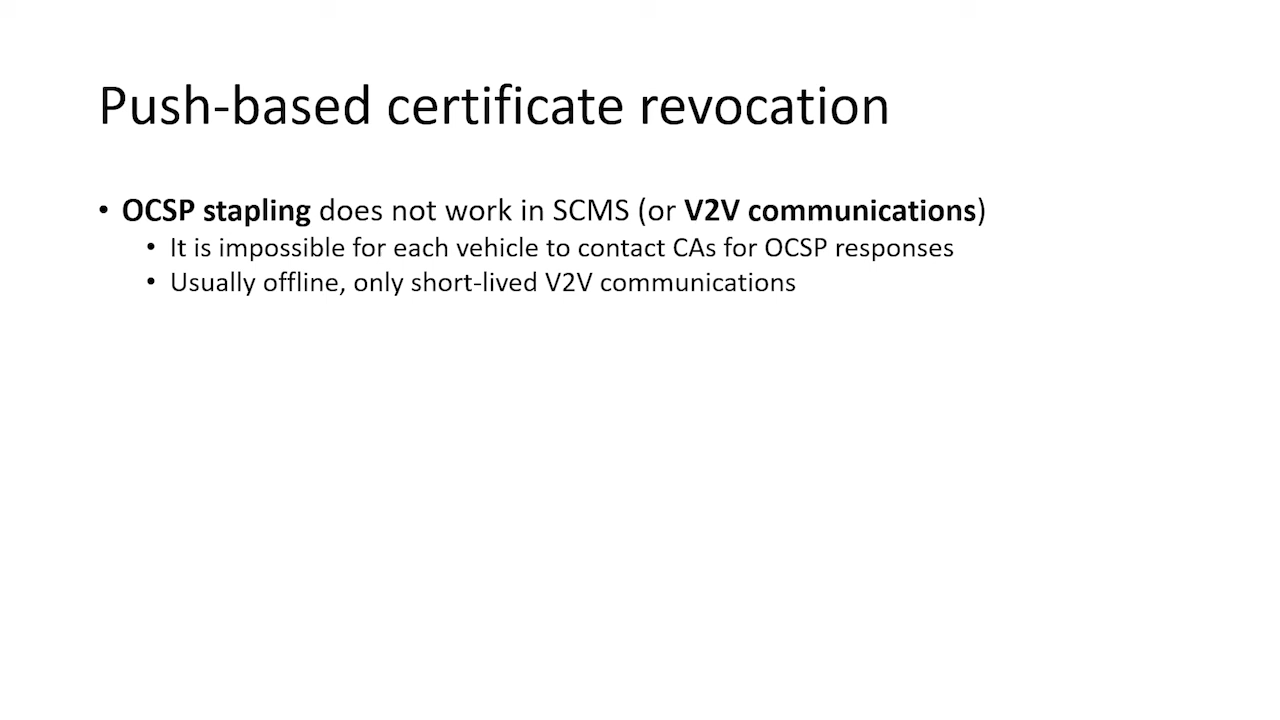 Push-based certificate revocation
• OCSP stapling does not work in SCMS (or V2V communications)
• It is impossible for each vehicle to contact CAs for OCSP responses
• Usually offline, only short-lived V2V communications